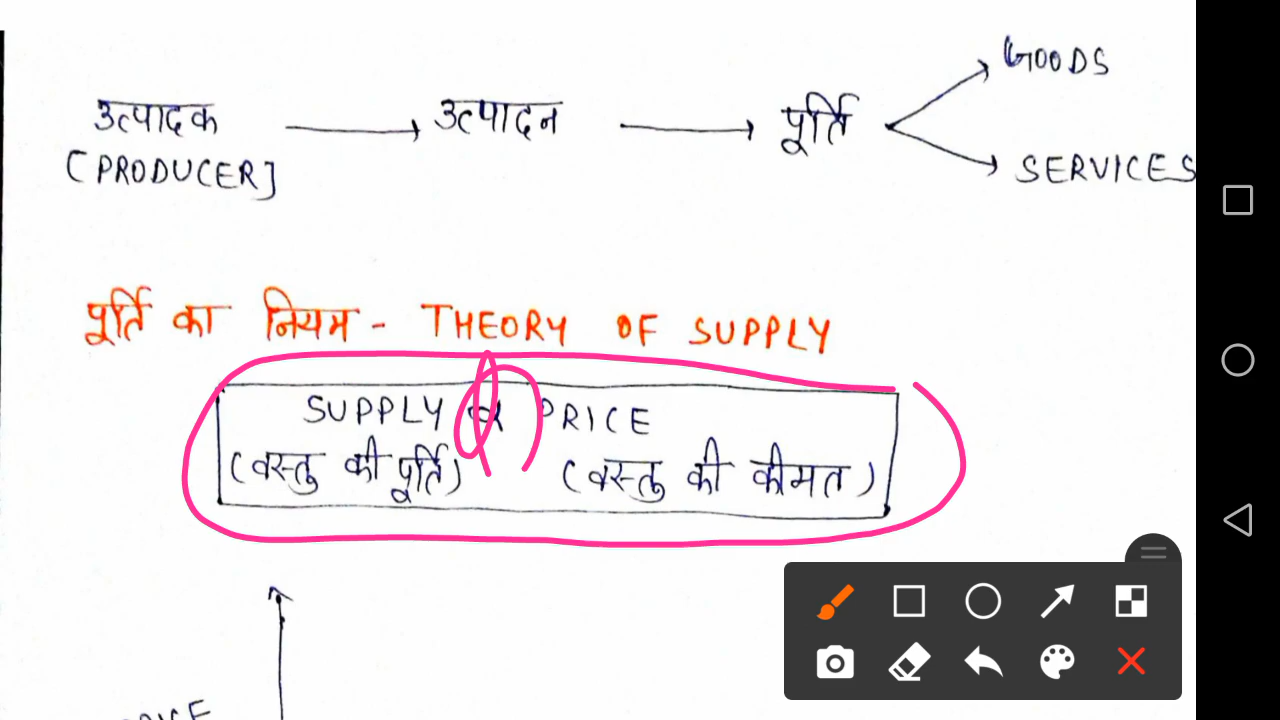 उत्पादक → उत्पादन → पूर्ति
GOODS
SERVICES
[PRODUCER]
पूर्ति का नियम - THEORY OF SUPPLY
SUPPLY α PRICE
(वस्तु की पूर्ति) (वस्तु की कीमत)